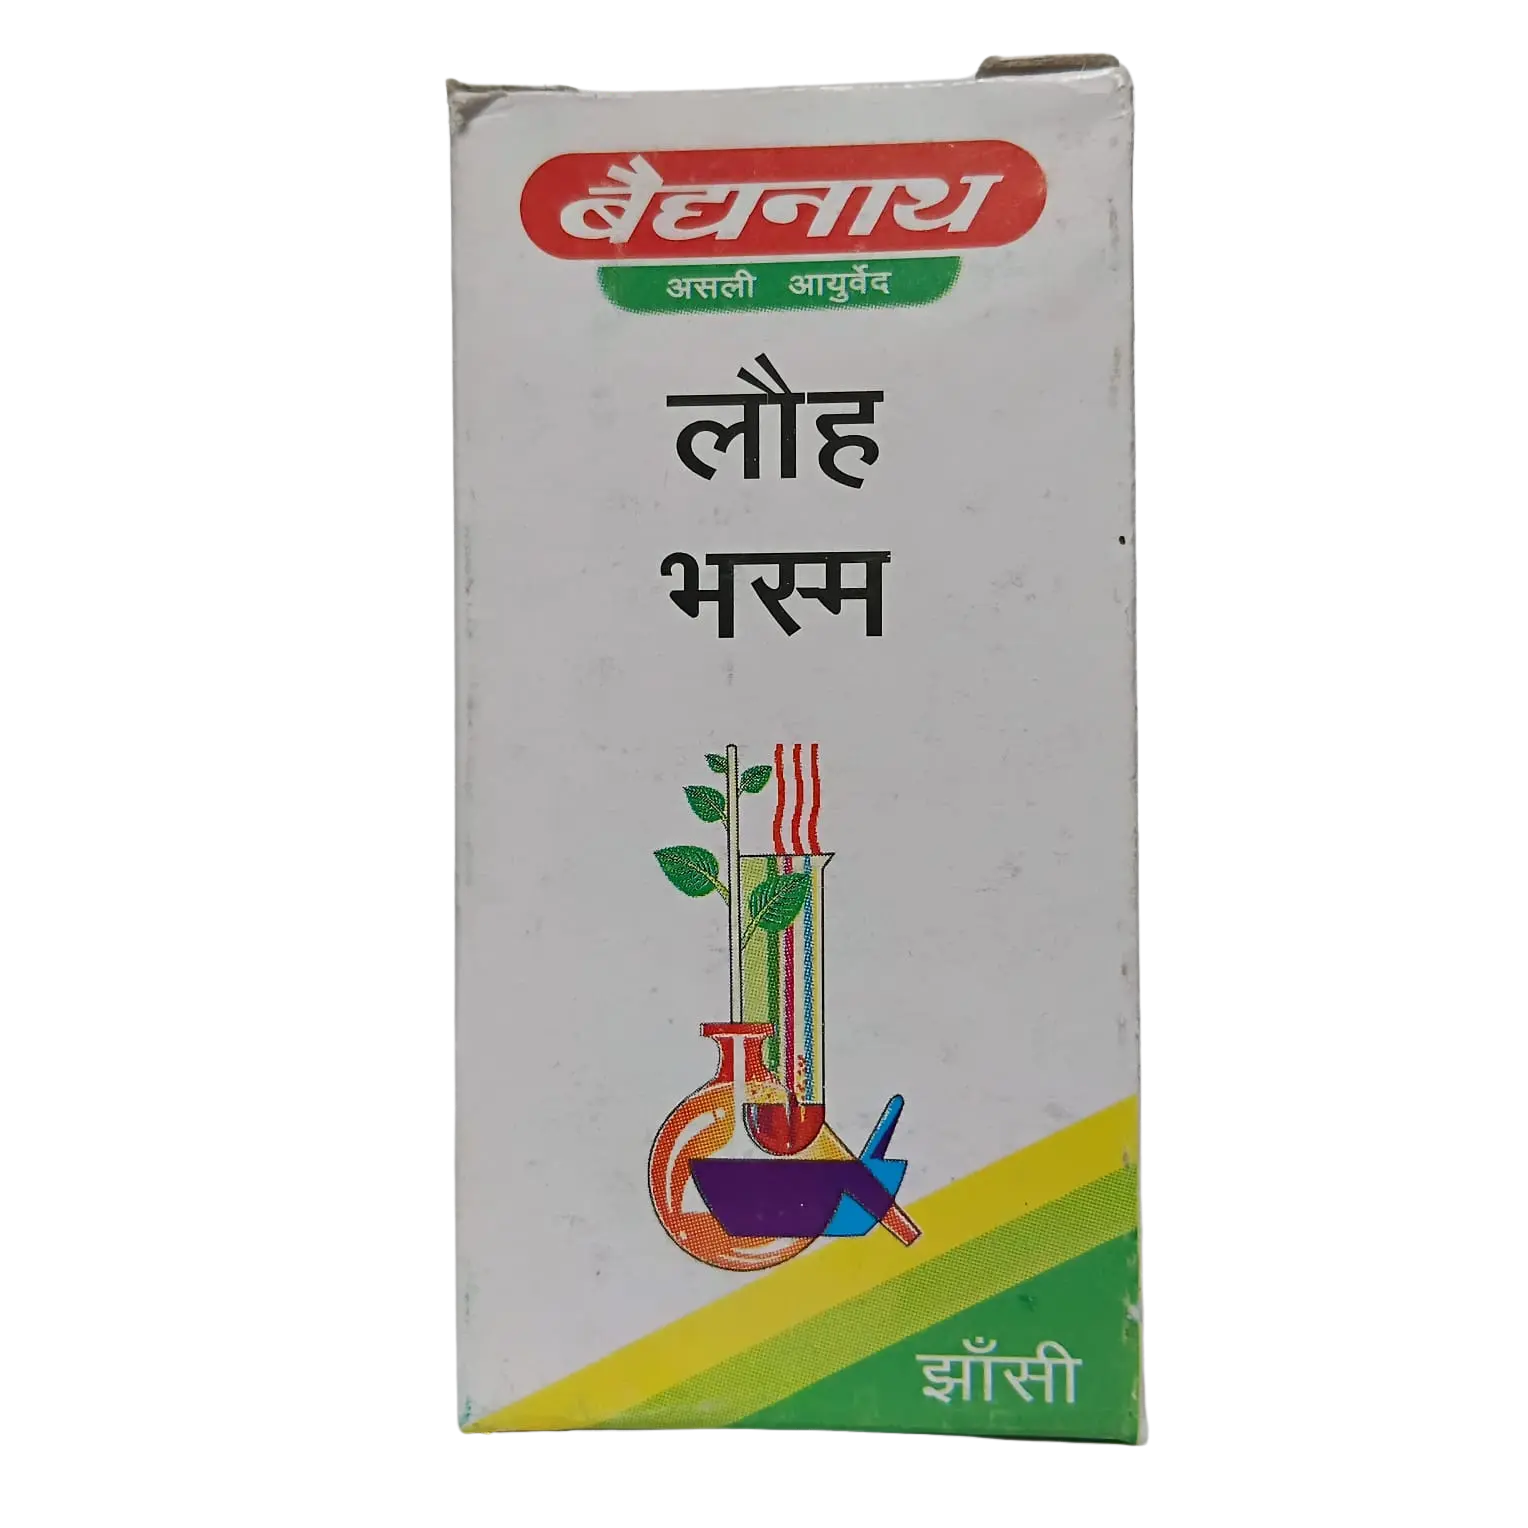 बैद्यनाथ
असली आयुर्वेद
लौह
भस्म
झाँसी